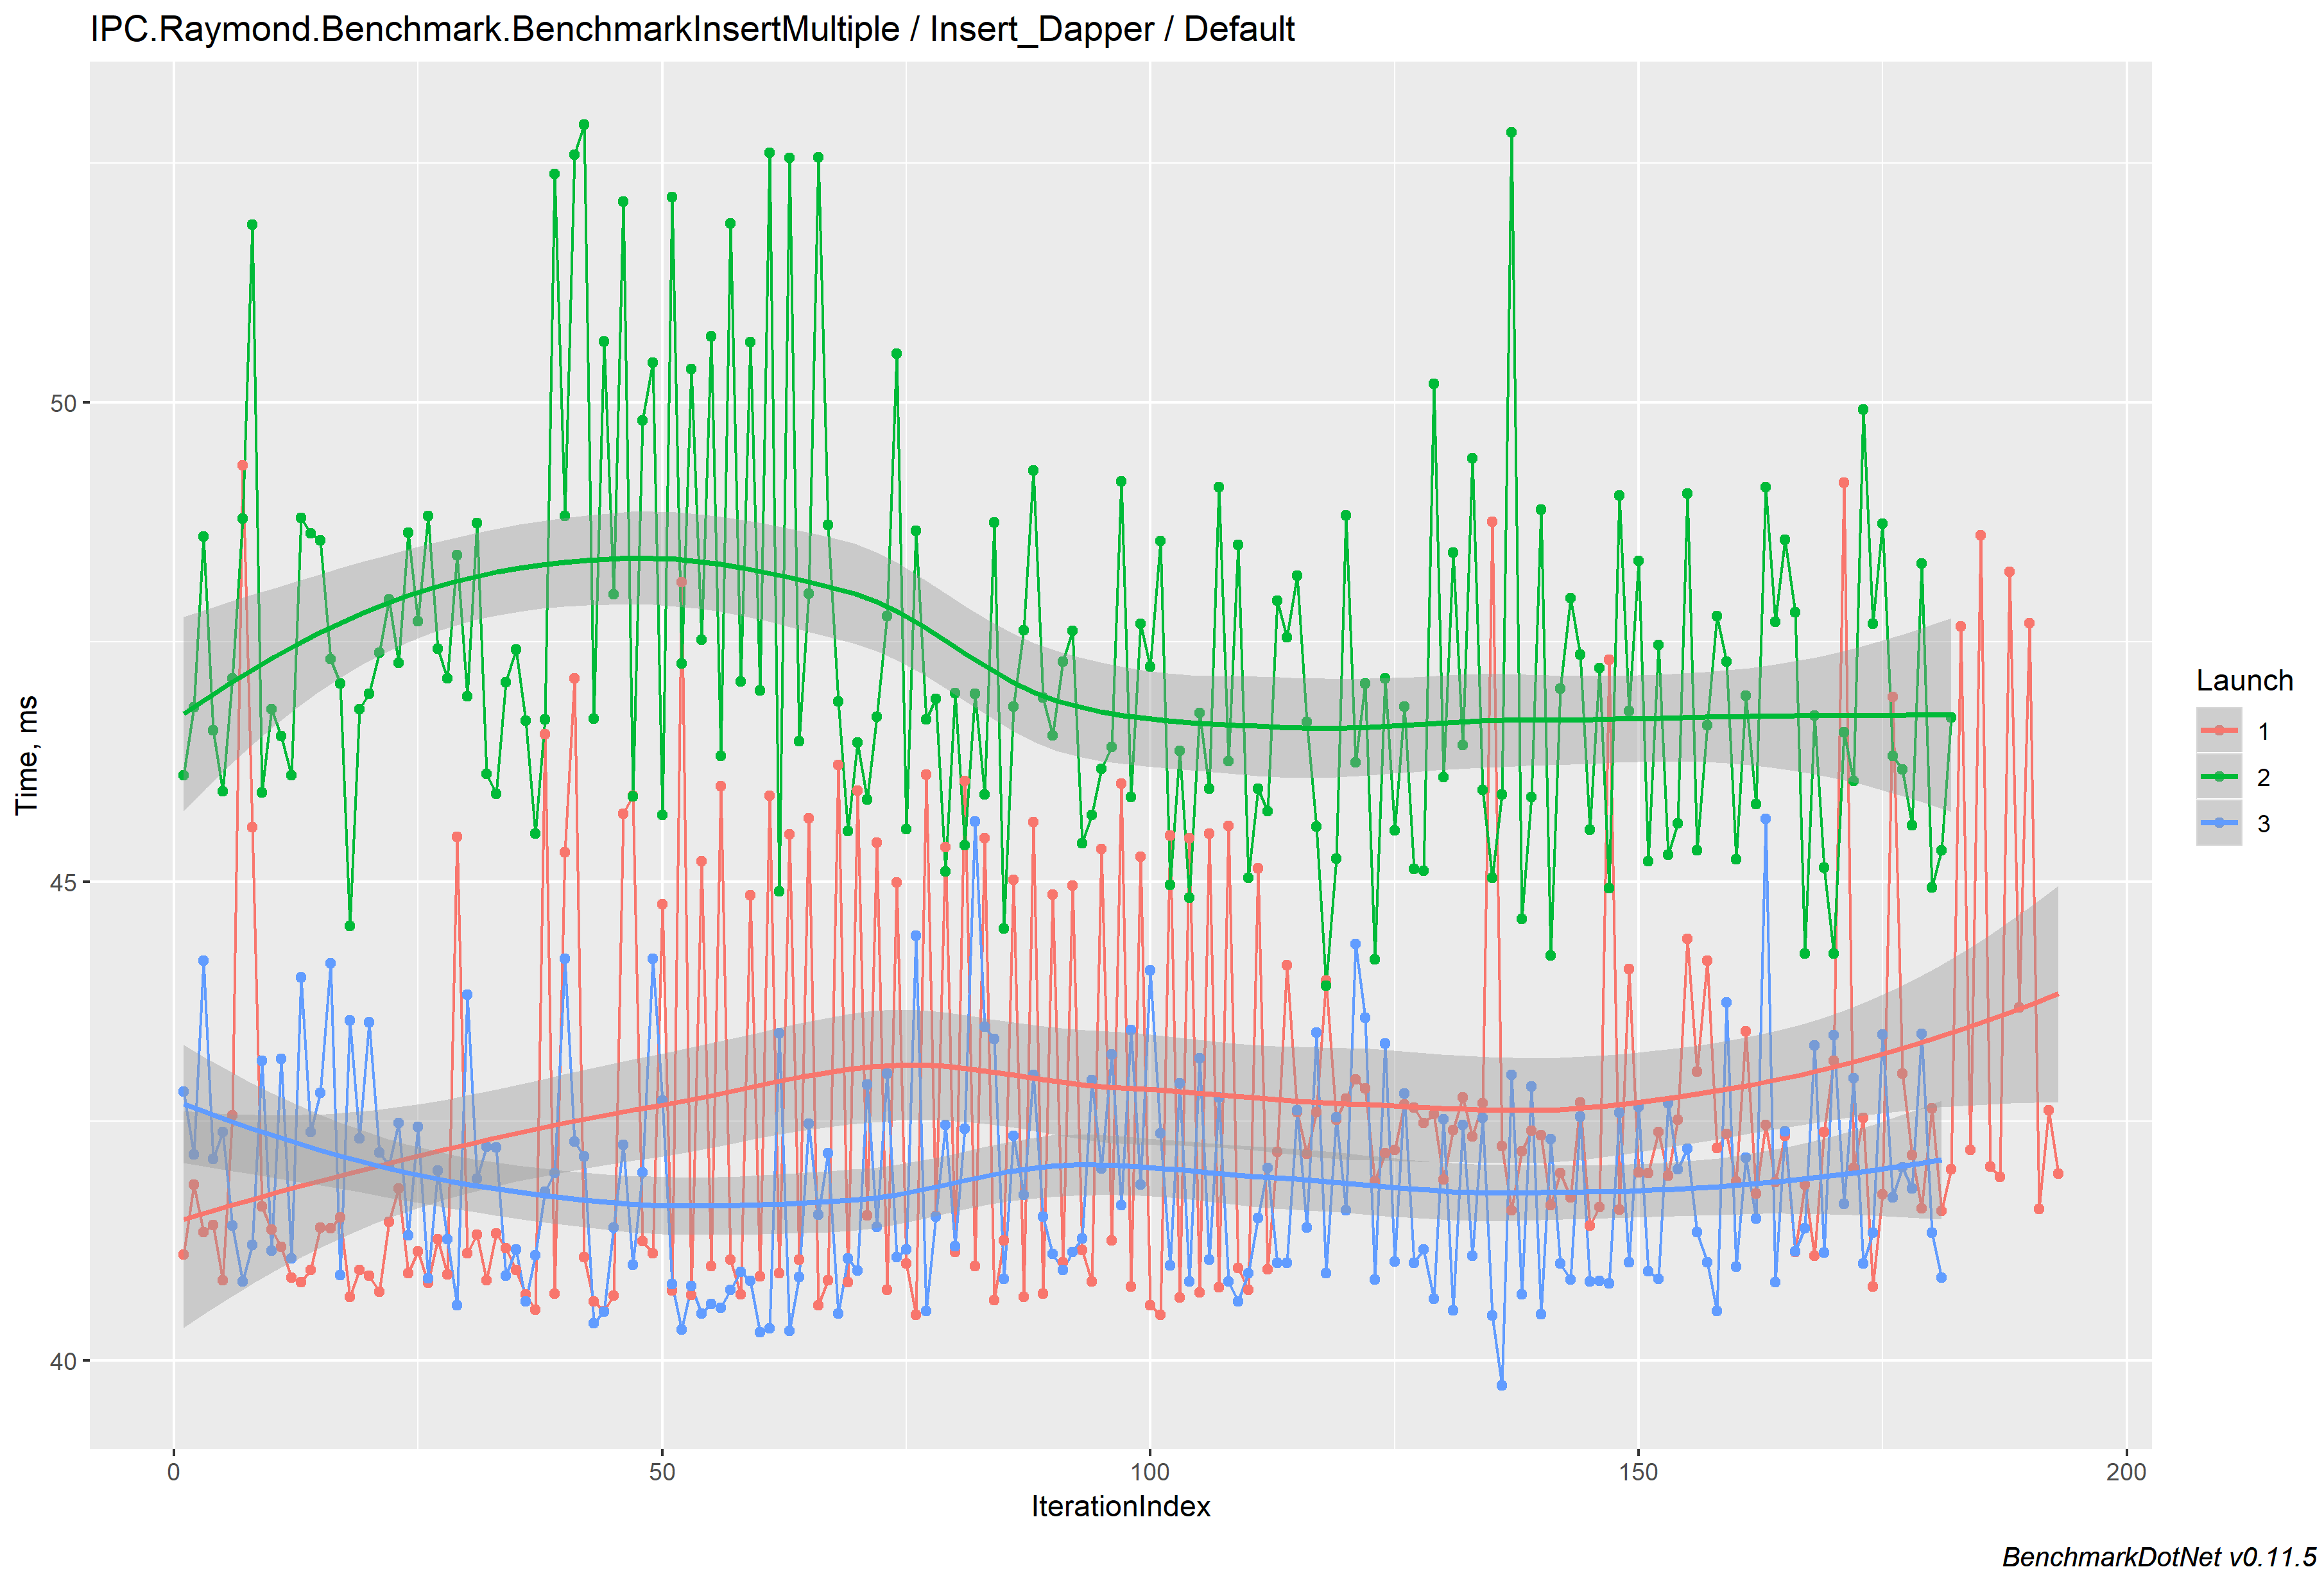 IPC.Raymond.Benchmark.BenchmarkInsertMultiple / Insert_Dapper / Default
Time, ms
50
45
40
0
50
100
150
200
IterationIndex
Launch
1
2
3
BenchmarkDotNet v0.11.5